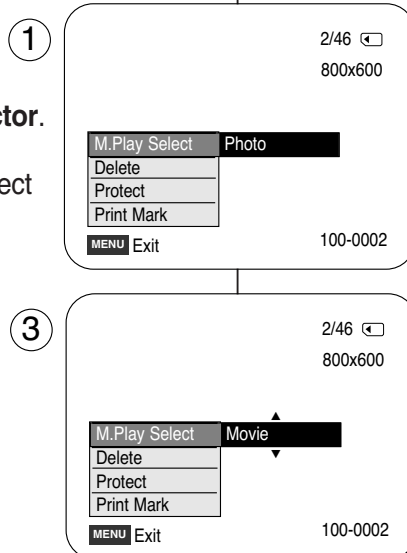 1
2/46
800x600
ctor.
M.Play Select Photo
ect
Delete
Protect
Print Mark
MENU Exit 100-0002
3
2/46
800x600
M.Play Select Movie
Delete
Protect
Print Mark
MENU Exit 100-0002